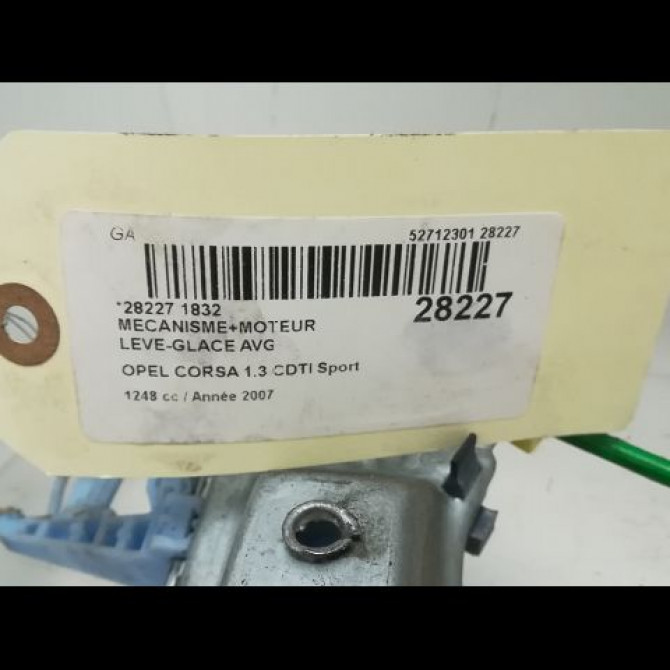 GA 52712301 28227
*28227 1832 28227
MECANISME+MOTEUR
LEVE-GLACE AVG
OPEL CORSA 1.3 CDTI Sport
1248 cc / Année 2007